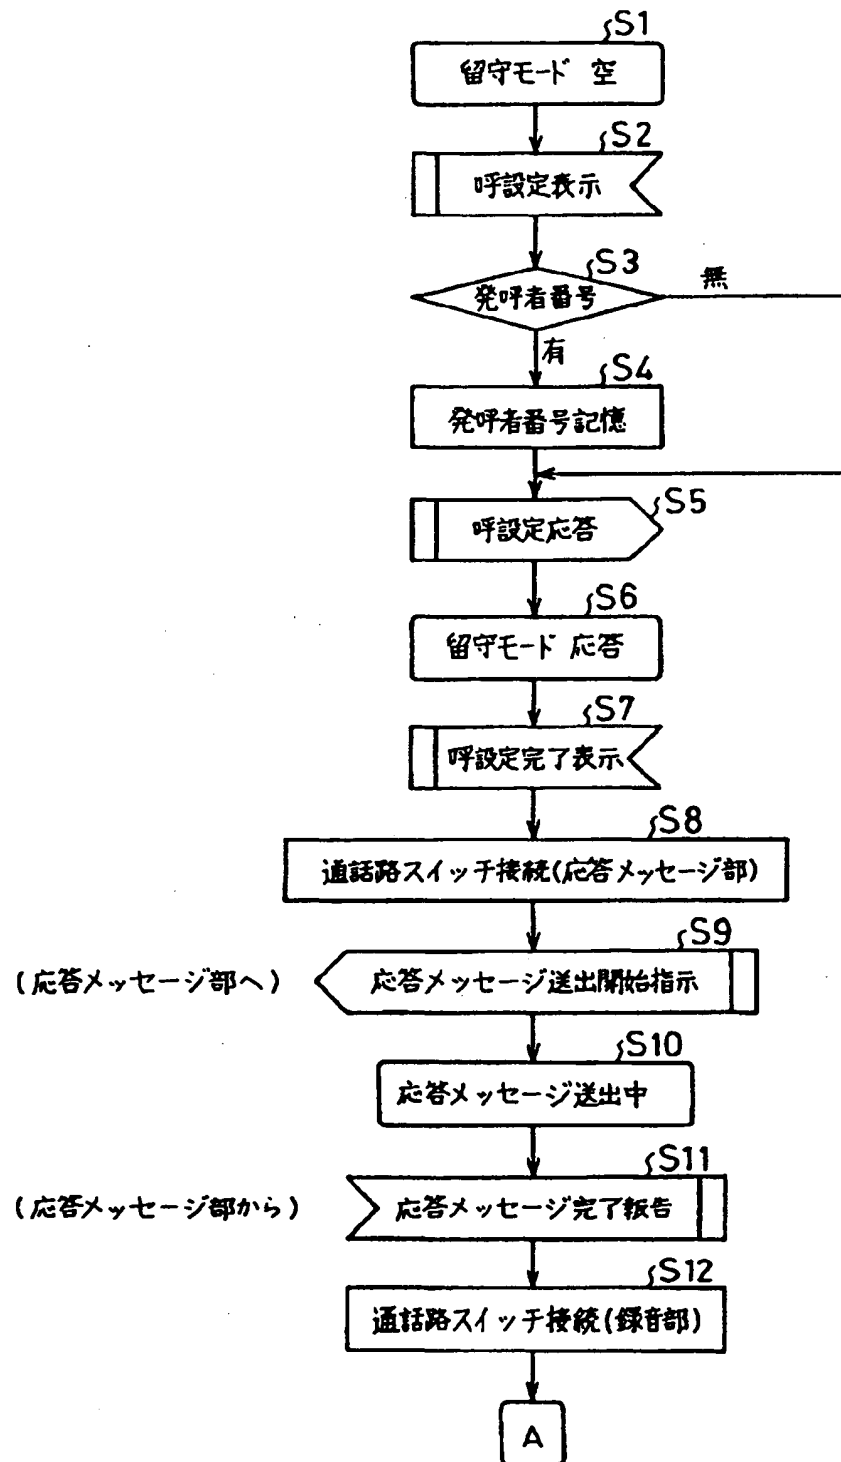 S1
留守モード 空
S2
呼設定表示
S3
発呼者番号
無
有
S4
発呼者番号記憶
S5
呼設定応答
S6
留守モード 応答
S7
呼設定完了表示
S8
通話路スイッチ接続(応答メッセージ部)
S9
(応答メッセージ部へ)
応答メッセージ送出開始指示
S10
応答メッセージ送出中
S11
(応答メッセージ部から)
応答メッセージ完了報告
S12
通話路スイッチ接続(録音部)
A